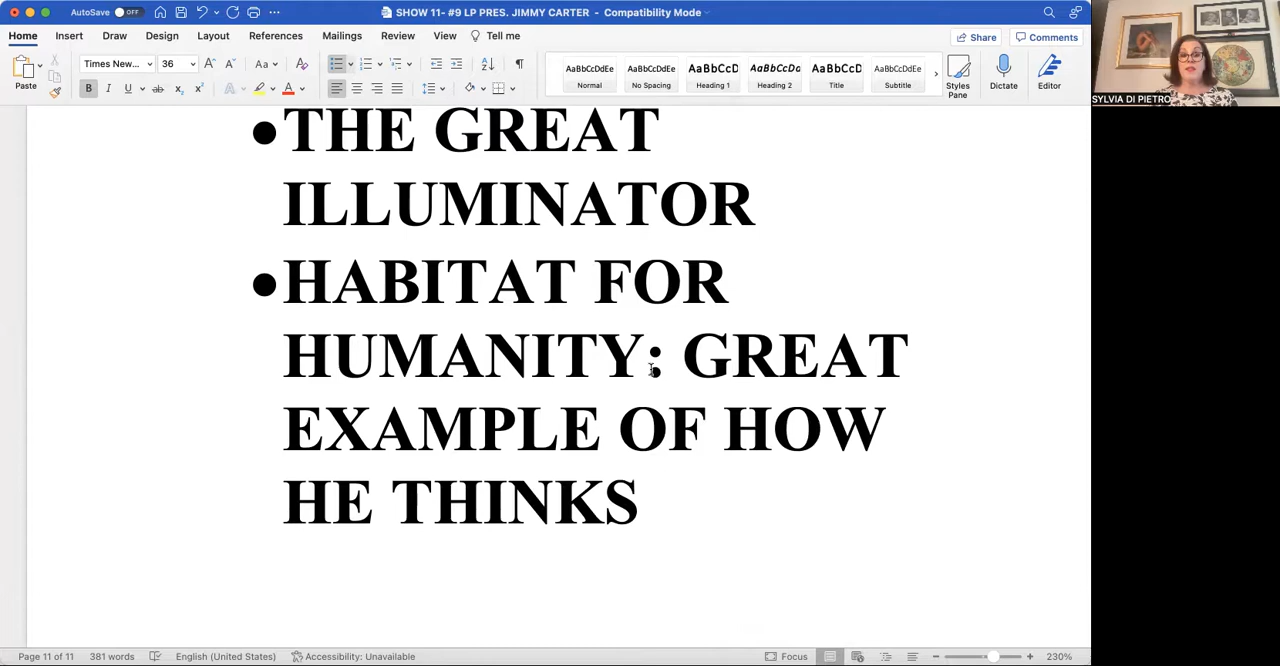 AutoSave OFF SHOW 11- #9 LP PRES. JIMMY CARTER - Compatibility Mode
Home Insert Draw Design Layout References Mailings Review View Tell me Share Comments
Paste Times New... 36 Aa AaBbCcDdEe AaBbCcDdEe AaBbCcD AaBbCcDd AaBbCcD AaBbCcDdEe
Normal No Spacing Heading 1 Heading 2 Title Subtitle Styles Pane Dictate Editor
SYLVIA DI PIETRO
•THE GREAT
ILLUMINATOR
•HABITAT FOR
HUMANITY: GREAT
EXAMPLE OF HOW
HE THINKS
Page 11 of 11 381 words English (United States) Accessibility: Unavailable Focus 230%